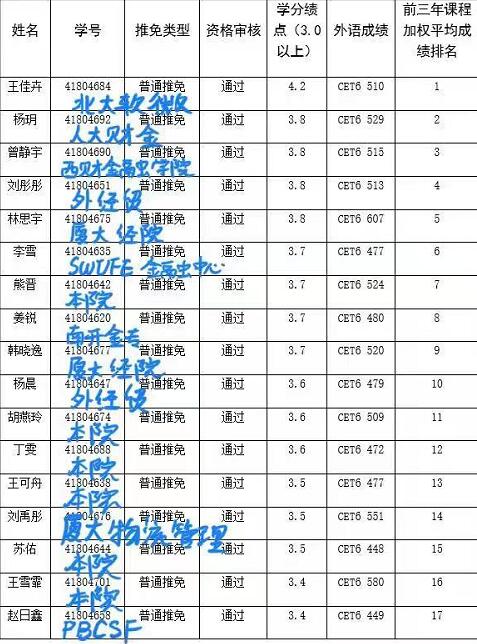 姓名 学号 推免类型 资格审核 学分绩点（3.0以上） 外语成绩 前三年课程加权平均成绩排名
王佳卉 41804684 普通推免 通过 4.2 CET6 510 1
北大软微
杨玥 41804692 普通推免 通过 3.8 CET6 529 2
人大财金
曾静宇 41804690 普通推免 通过 3.8 CET6 515 3
西财金融学院
刘彤彤 41804651 普通推免 通过 3.8 CET6 513 4
外经贸
林思宇 41804675 普通推免 通过 3.8 CET6 607 5
厦大经院
李雪 41804635 普通推免 通过 3.7 CET6 477 6
SWUFE 金融中心
熊晋 41804642 普通推免 通过 3.7 CET6 524 7
本院
姜锐 41804620 普通推免 通过 3.7 CET6 480 8
南开金专
韩晓逸 41804677 普通推免 通过 3.7 CET6 520 9
厦大经院
杨晨 41804647 普通推免 通过 3.6 CET6 479 10
外经贸
胡燕玲 41804674 普通推免 通过 3.6 CET6 509 11
本院
丁雯 41804688 普通推免 通过 3.6 CET6 472 12
本院
王可舟 41804638 普通推免 通过 3.5 CET6 477 13
本院
刘禹彤 41804676 普通推免 通过 3.5 CET6 551 14
厦大物流管理
苏佑 41804644 普通推免 通过 3.5 CET6 448 15
本院
王雪霏 41804701 普通推免 通过 3.4 CET6 580 16
本院
赵日鑫 41804658 普通推免 通过 3.4 CET6 449 17
PBCSF